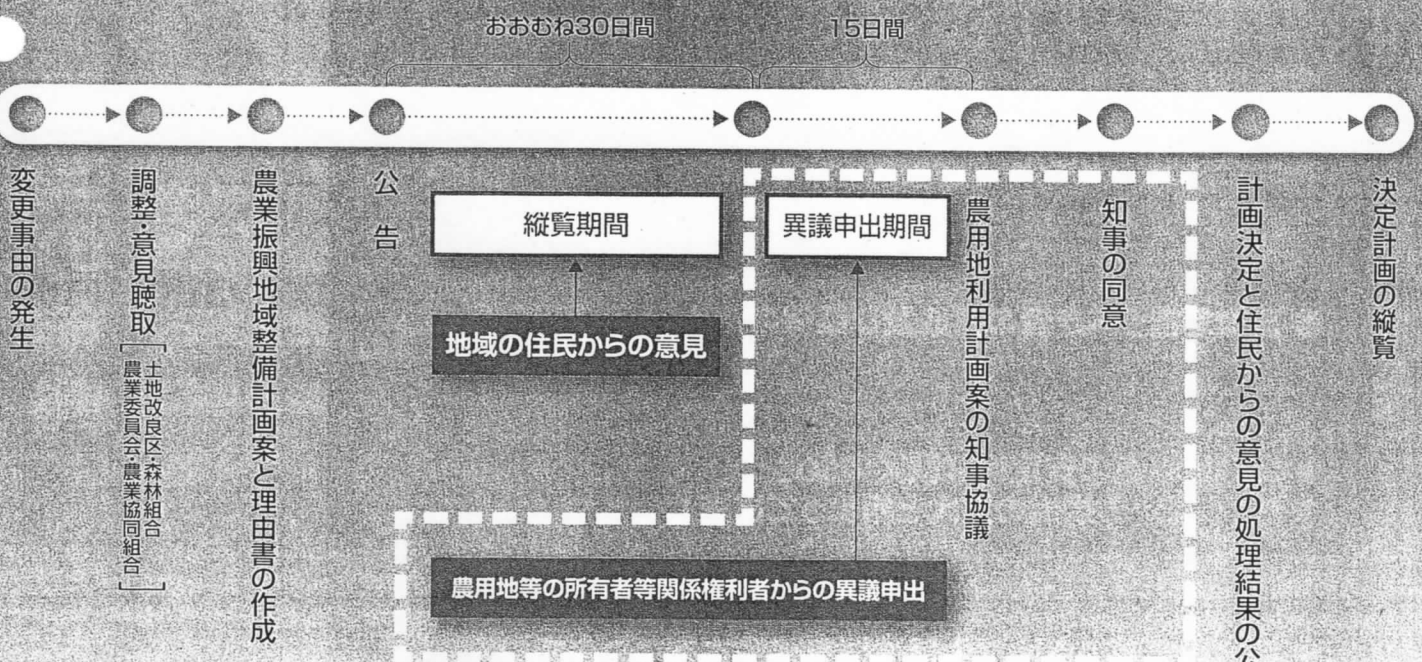 おおむね30日間
15日間
変更事由の発生
調整・意見聴取
土地改良区・森林組合
農業委員会・農業協同組合
農業振興地域整備計画案と理由書の作成
公告
縦覧期間
地域の住民からの意見
異議申出期間
農用地等の所有者等関係権利者からの異議申出
農用地利用計画案の知事協議
知事の同意
計画決定と住民からの意見の処理結果の公
決定計画の縦覧